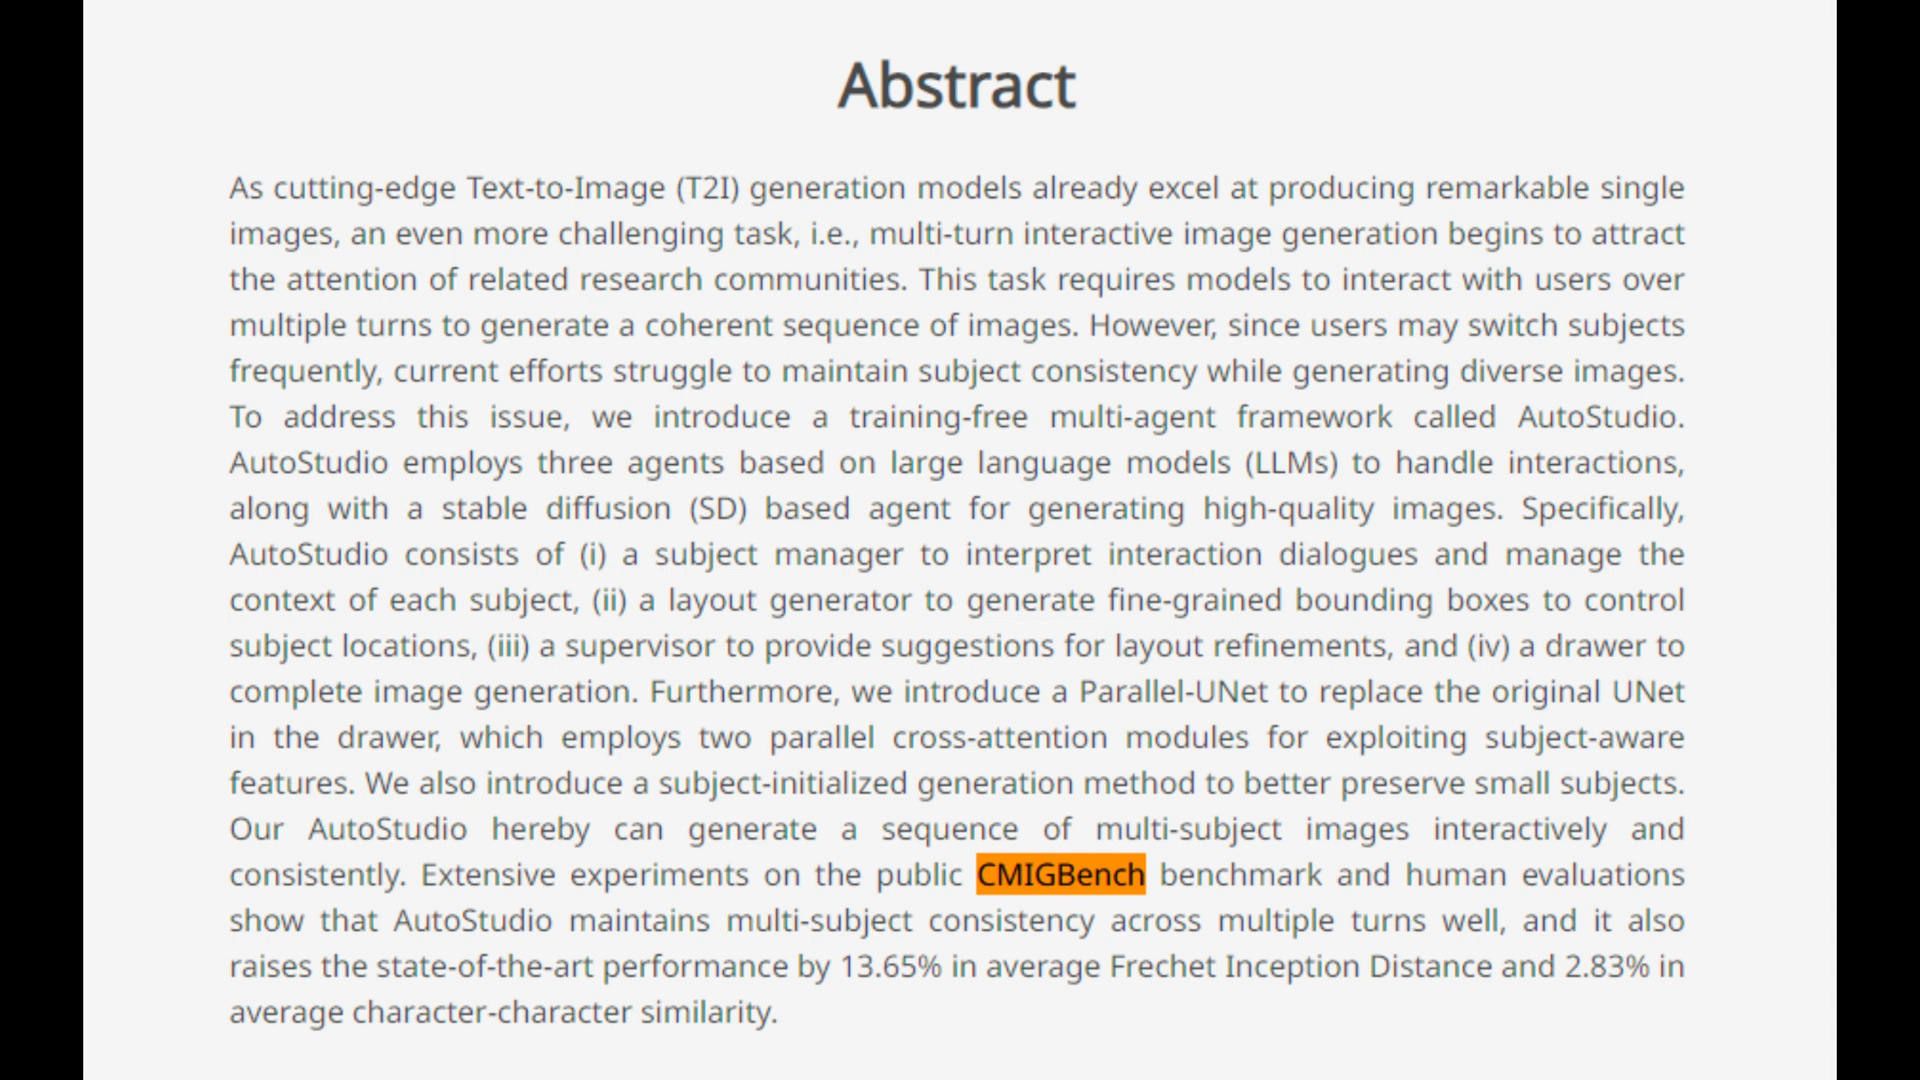 Abstract
As cutting-edge Text-to-Image (T2I) generation models already excel at producing remarkable single
images, an even more challenging task, i.e., multi-turn interactive image generation begins to attract
the attention of related research communities. This task requires models to interact with users over
multiple turns to generate a coherent sequence of images. However, since users may switch subjects
frequently, current efforts struggle to maintain subject consistency while generating diverse images.
To address this issue, we introduce a training-free multi-agent framework called AutoStudio.
AutoStudio employs three agents based on large language models (LLMs) to handle interactions,
along with a stable diffusion (SD) based agent for generating high-quality images. Specifically,
AutoStudio consists of (i) a subject manager to interpret interaction dialogues and manage the
context of each subject, (ii) a layout generator to generate fine-grained bounding boxes to control
subject locations, (iii) a supervisor to provide suggestions for layout refinements, and (iv) a drawer to
complete image generation. Furthermore, we introduce a Parallel-UNet to replace the original UNet
in the drawer, which employs two parallel cross-attention modules for exploiting subject-aware
features. We also introduce a subject-initialized generation method to better preserve small subjects.
Our AutoStudio hereby can generate a sequence of multi-subject images interactively and
consistently. Extensive experiments on the public CMIGBench benchmark and human evaluations
show that AutoStudio maintains multi-subject consistency across multiple turns well, and it also
raises the state-of-the-art performance by 13.65% in average Frechet Inception Distance and 2.83% in
average character-character similarity.